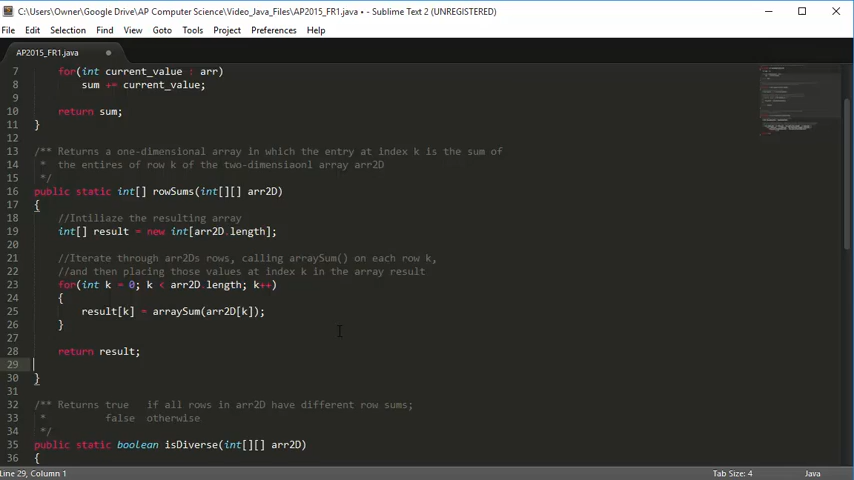 C:\Users\Owner\Google Drive\AP Computer Science\Video_Java_Files\AP2015_FR1.java • - Sublime Text 2 (UNREGISTERED)
File Edit Selection Find View Goto Tools Project Preferences Help
AP2015_FR1.java
7 for(int current_value : arr)
8 sum += current_value;
9
10 return sum;
11 }
12
13 /** Returns a one-dimensional array in which the entry at index k is the sum of
14 * the entires of row k of the two-dimensiaonl array arr2D
15 */
16 public static int[] rowSums(int[][] arr2D)
17 {
18 //Intiliaze the resulting array
19 int[] result = new int[arr2D.length];
20
21 //Iterate through arr2Ds rows, calling arraySum() on each row k,
22 //and then placing those values at index k in the array result
23 for(int k = 0; k < arr2D.length; k++)
24 {
25 result[k] = arraySum(arr2D[k]);
26 }
27
28 return result;
29
30 }
31
32 /** Returns true if all rows in arr2D have different row sums;
33 * false otherwise
34 */
35 public static boolean isDiverse(int[][] arr2D)
36 {
Line 29, Column 1 Tab Size: 4 Java